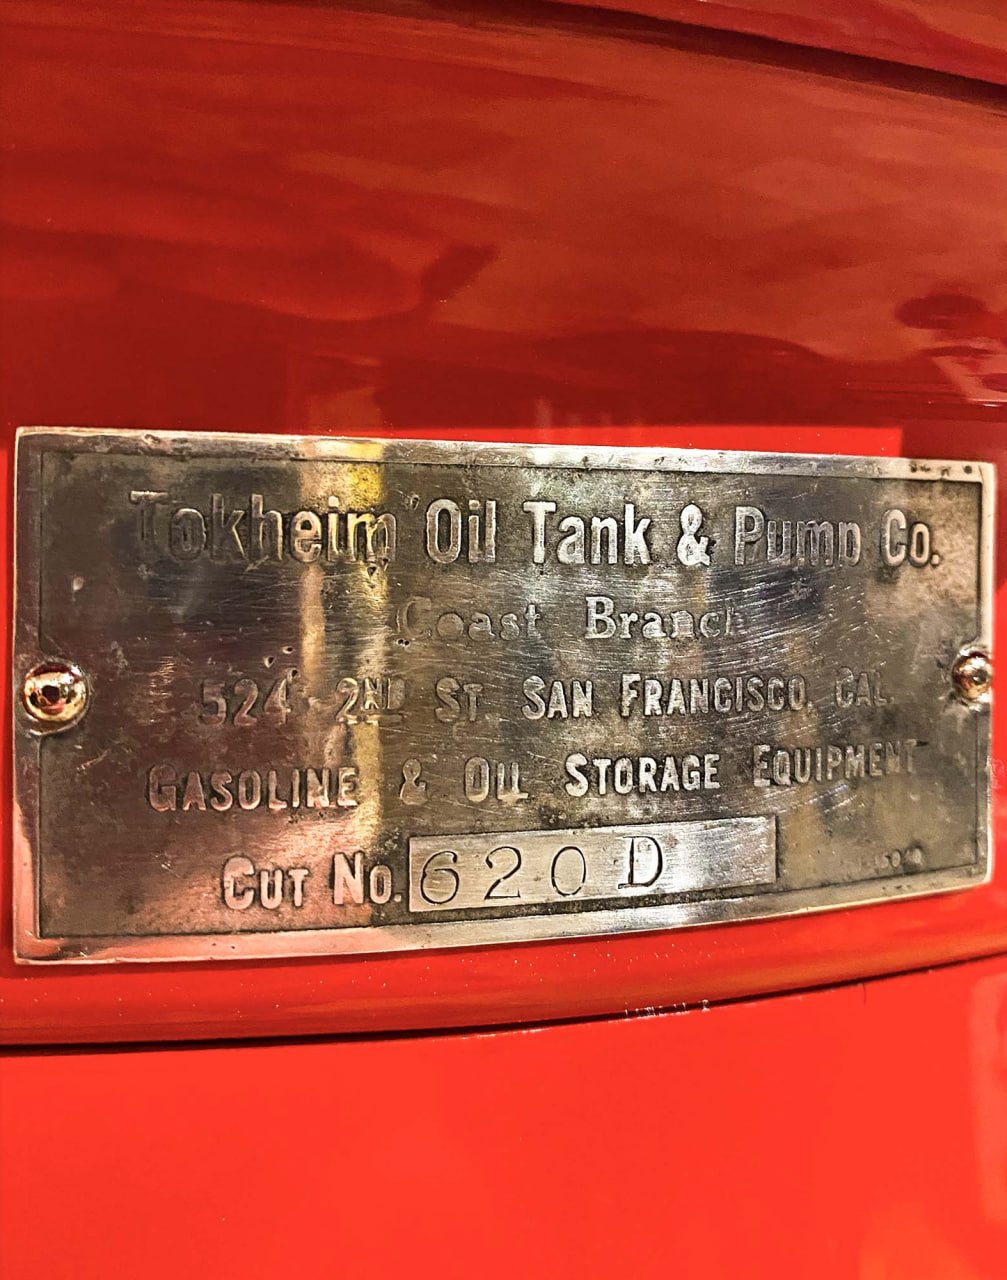 Tokheim Oil Tank & Pump Co.
Coast Branch
524 - 2ND ST. SAN FRANCISCO, CAL.
GASOLINE & OIL STORAGE EQUIPMENT
CUT NO. 620 D